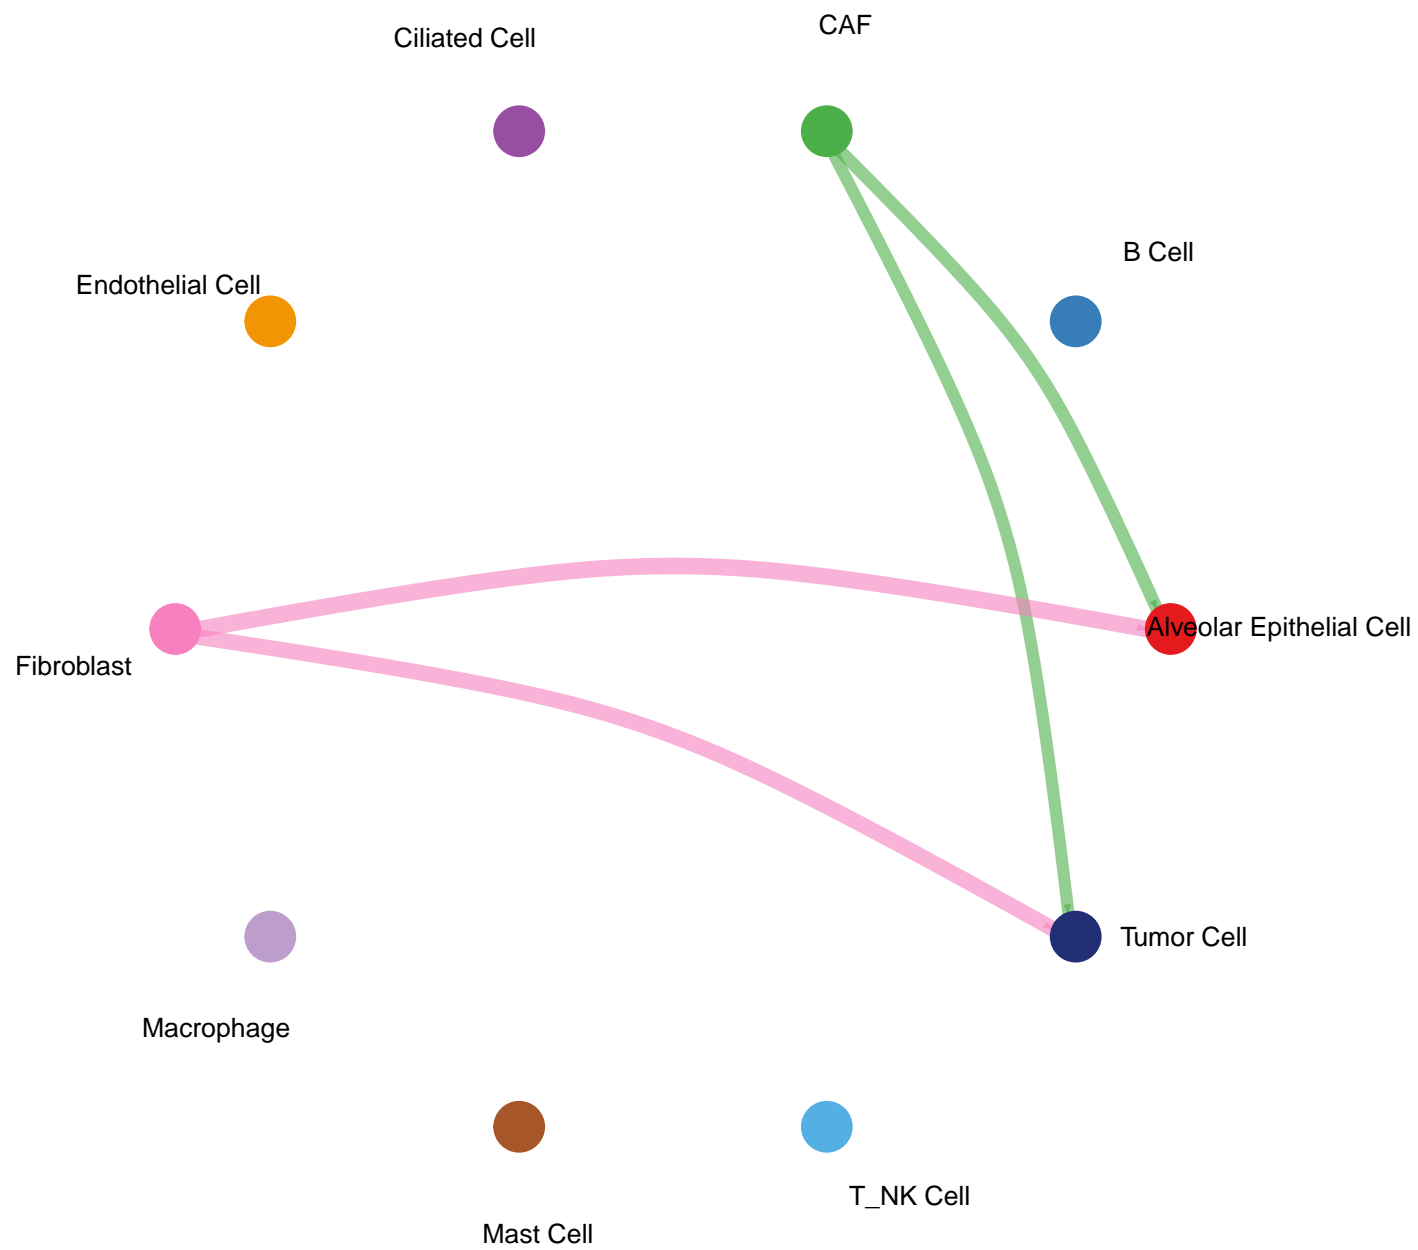 CAF
Ciliated Cell
B Cell
Endothelial Cell
Alveolar Epithelial Cell
Fibroblast
Tumor Cell
Macrophage
T_NK Cell
Mast Cell